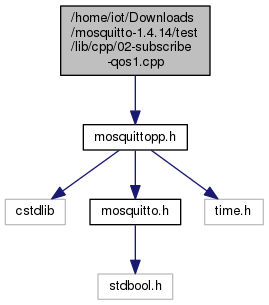 /home/iot/Downloads
/mosquitto-1.4.14/test
/lib/cpp/02-subscribe
-qos1.cpp
mosquittopp.h
cstdlib
mosquitto.h
time.h
stdbool.h